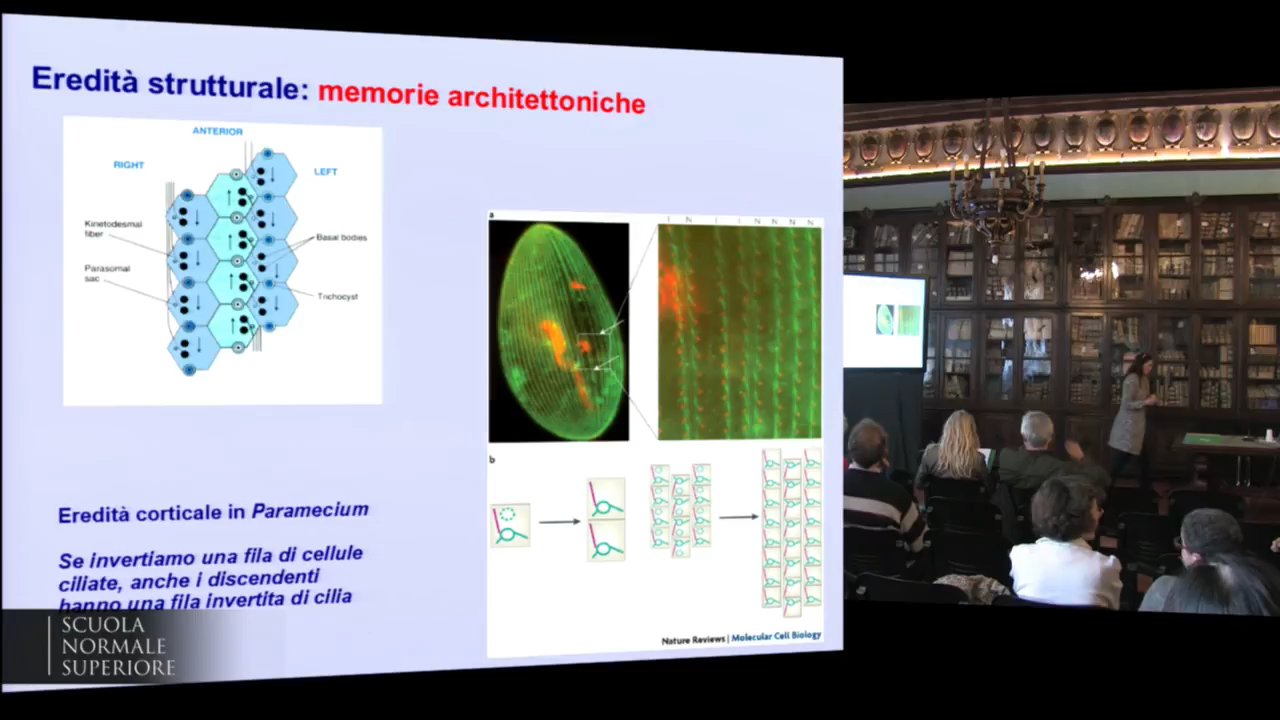 Eredità strutturale: memorie architettoniche
ANTERIOR
RIGHT
LEFT
Kinetodesmal
fiber
Parasomal
sac
Basal bodies
Trichocyst
a
I N I I N N N N
b
Eredità corticale in Paramecium
Se invertiamo una fila di cellule
ciliate, anche i discendenti
hanno una fila invertita di cilia
Nature Reviews | Molecular Cell Biology
SCUOLA
NORMALE
SUPERIORE